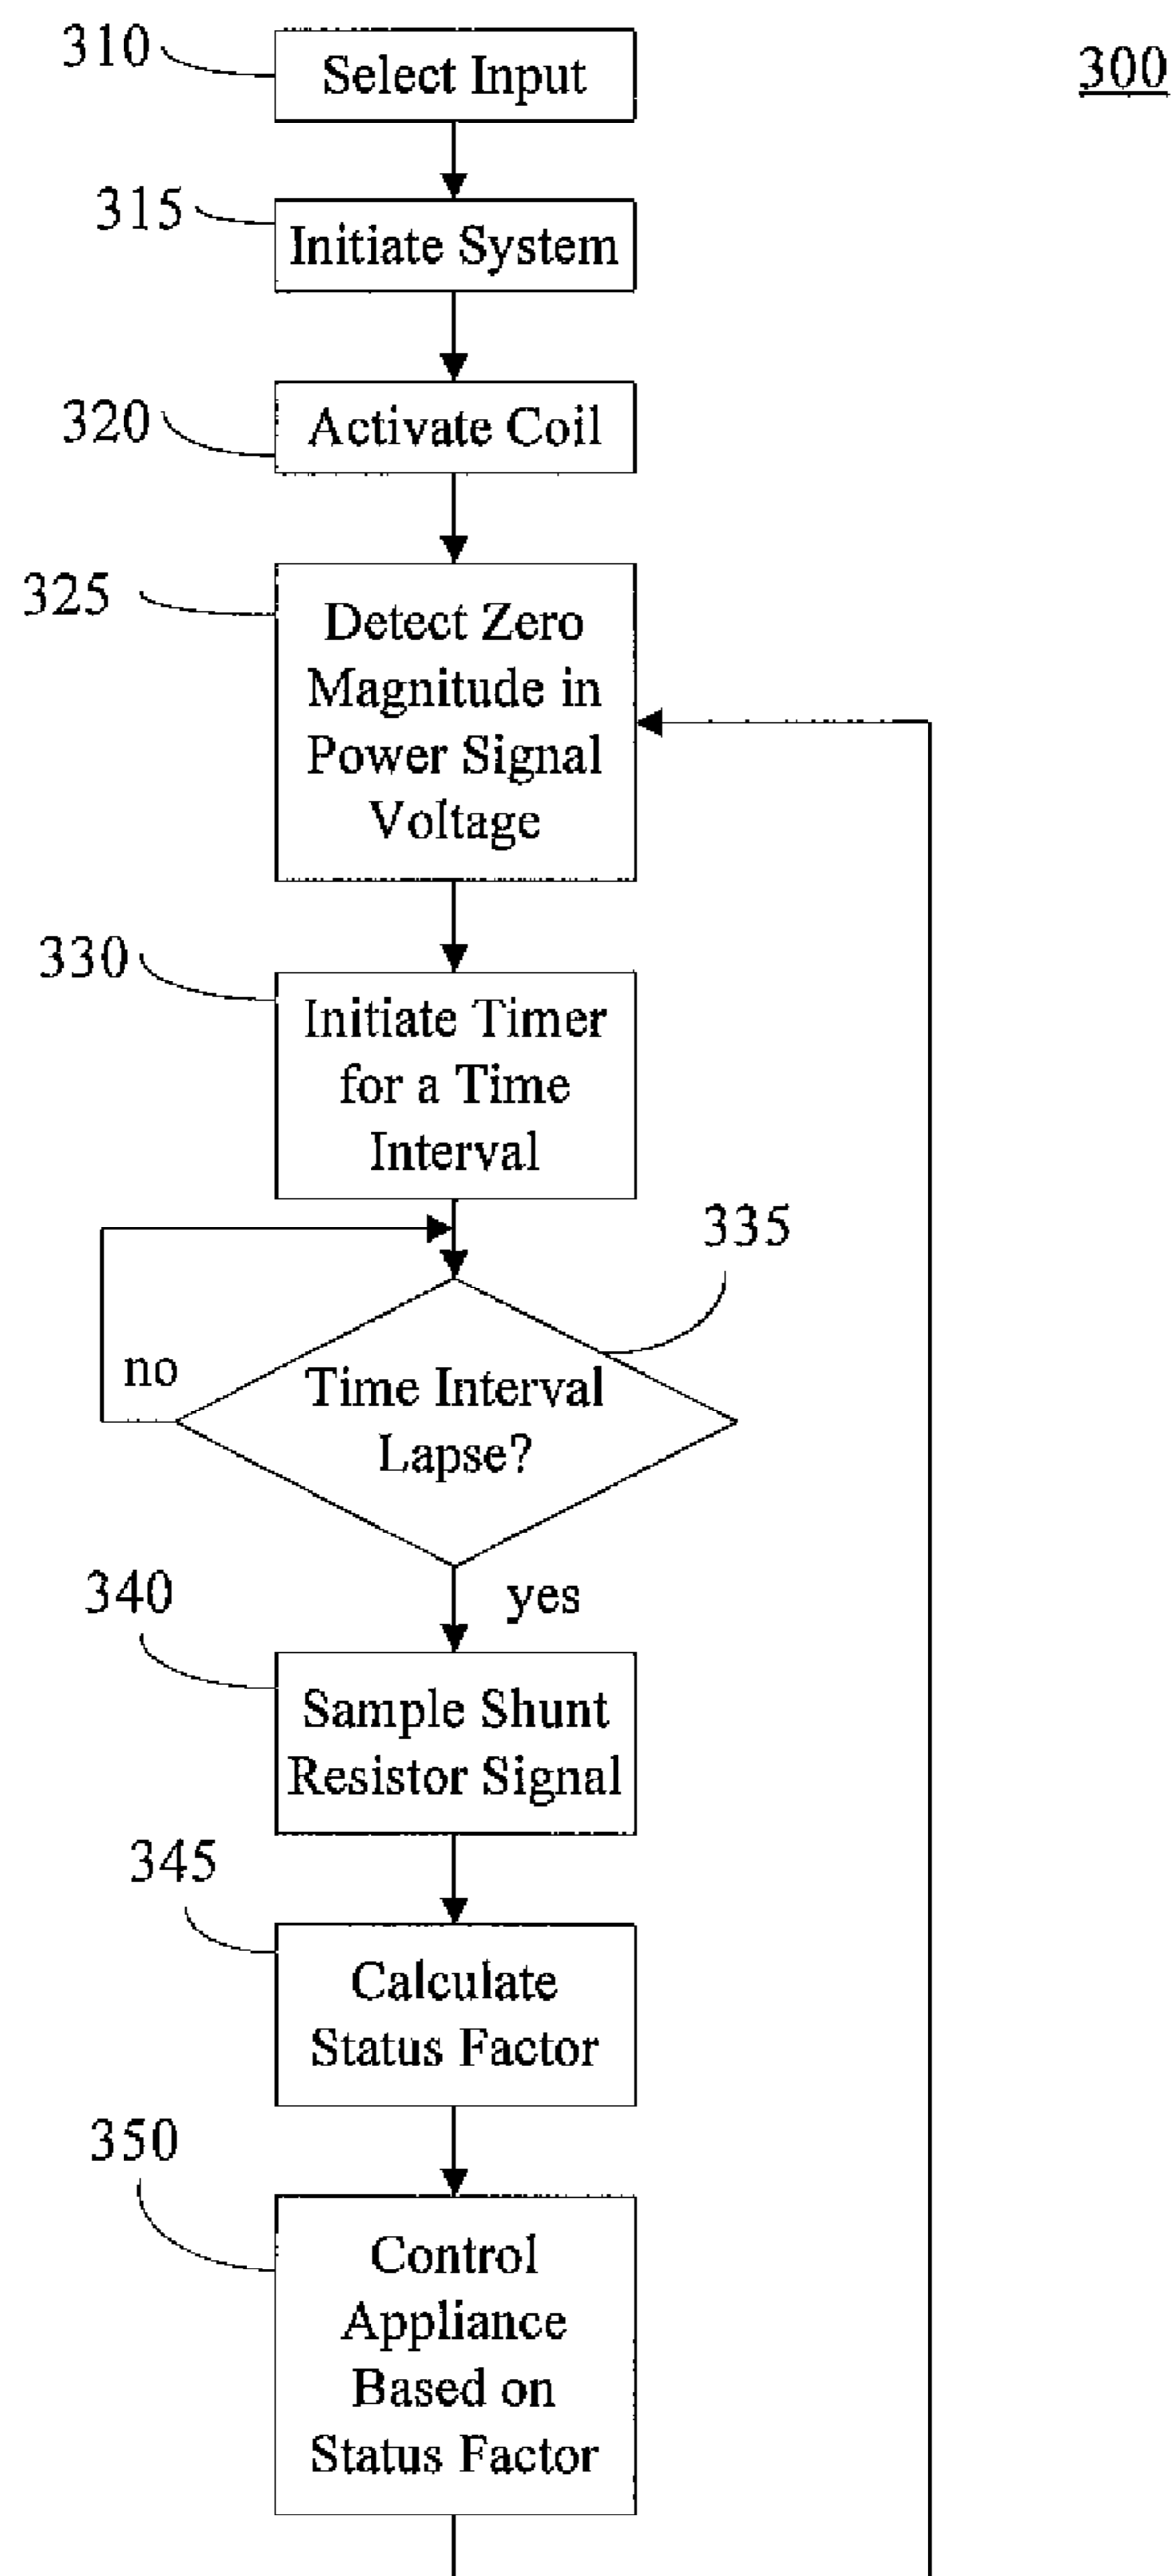 310
Select Input
300
315
Initiate System
320
Activate Coil
325
Detect Zero
Magnitude in
Power Signal
Voltage
330
Initiate Timer
for a Time
Interval
335
no
Time Interval
Lapse?
yes
340
Sample Shunt
Resistor Signal
345
Calculate
Status Factor
350
Control
Appliance
Based on
Status Factor